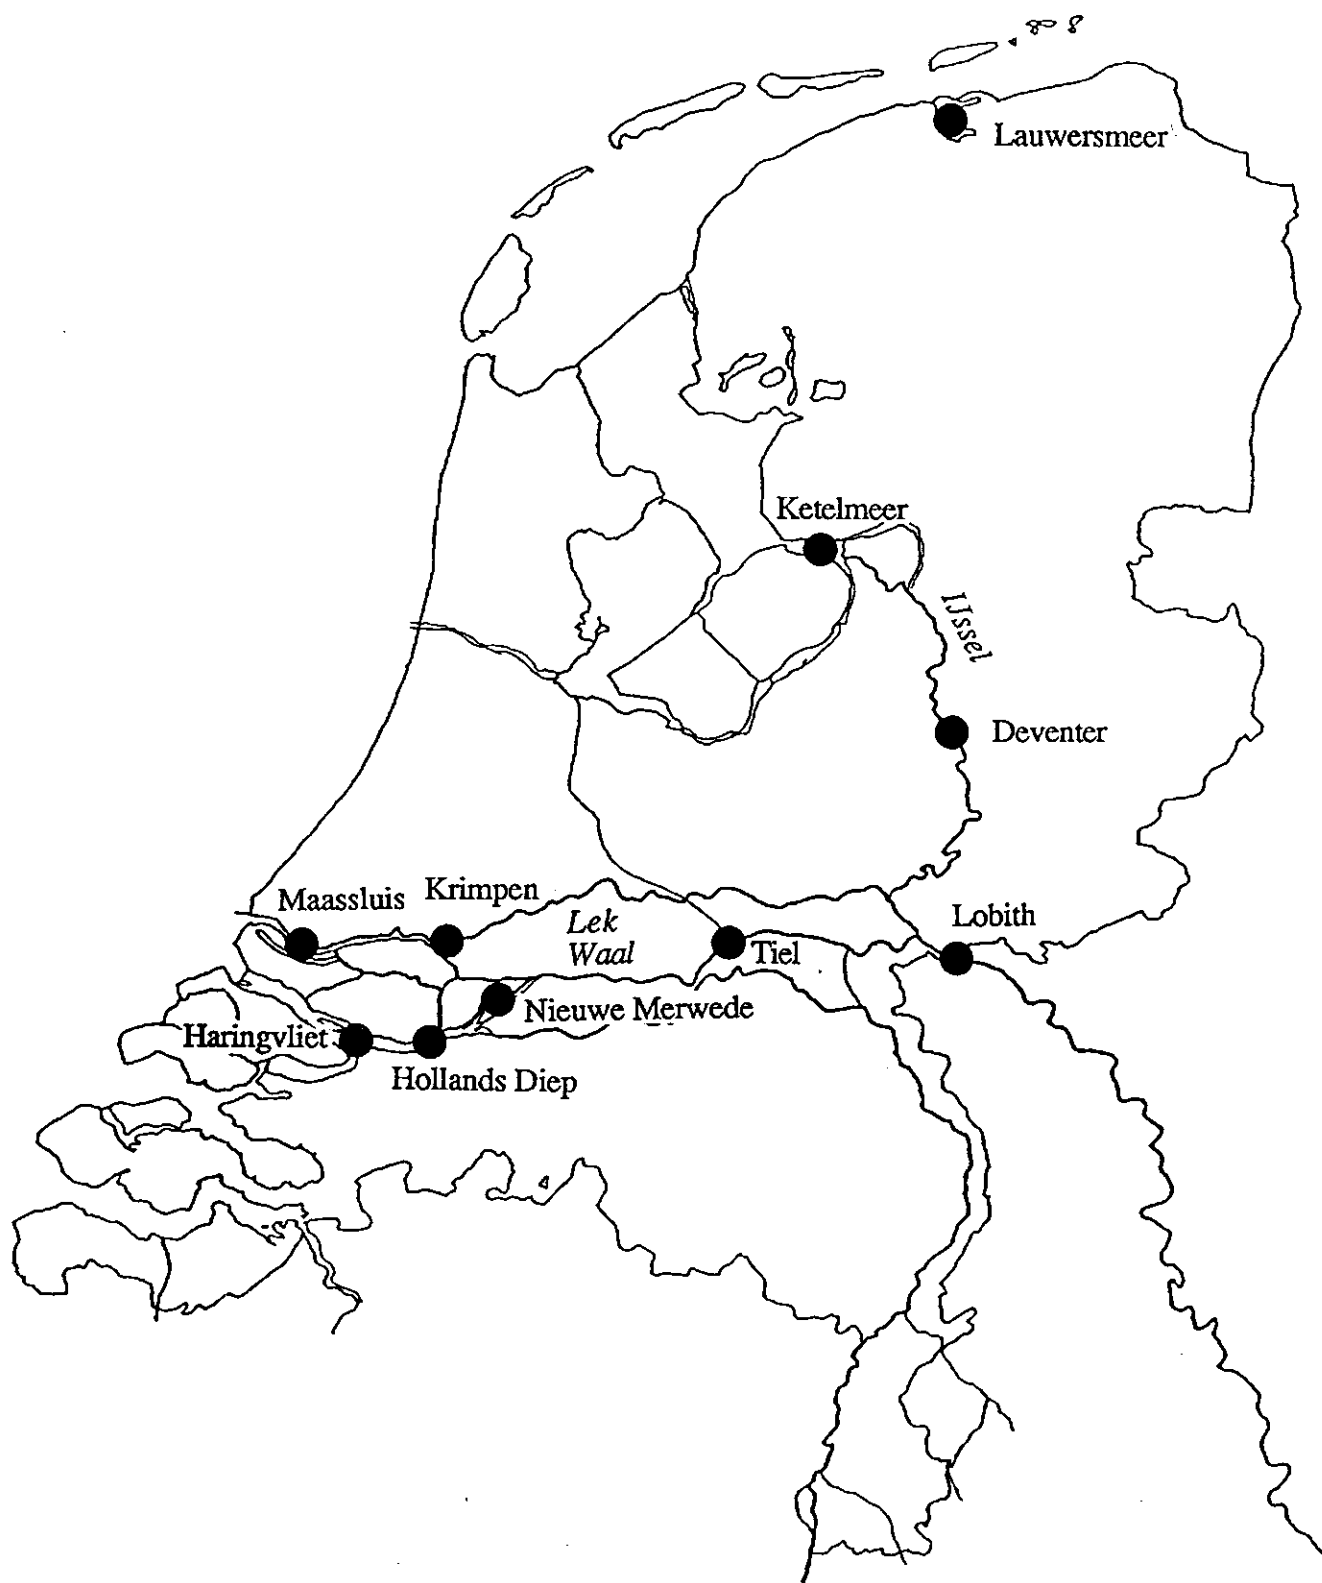 Lauwersmeer
Ketelmeer
IJssel
Deventer
Maassluis
Krimpen
Lek
Waal
Tiel
Lobith
Nieuwe Merwede
Haringvliet
Hollands Diep